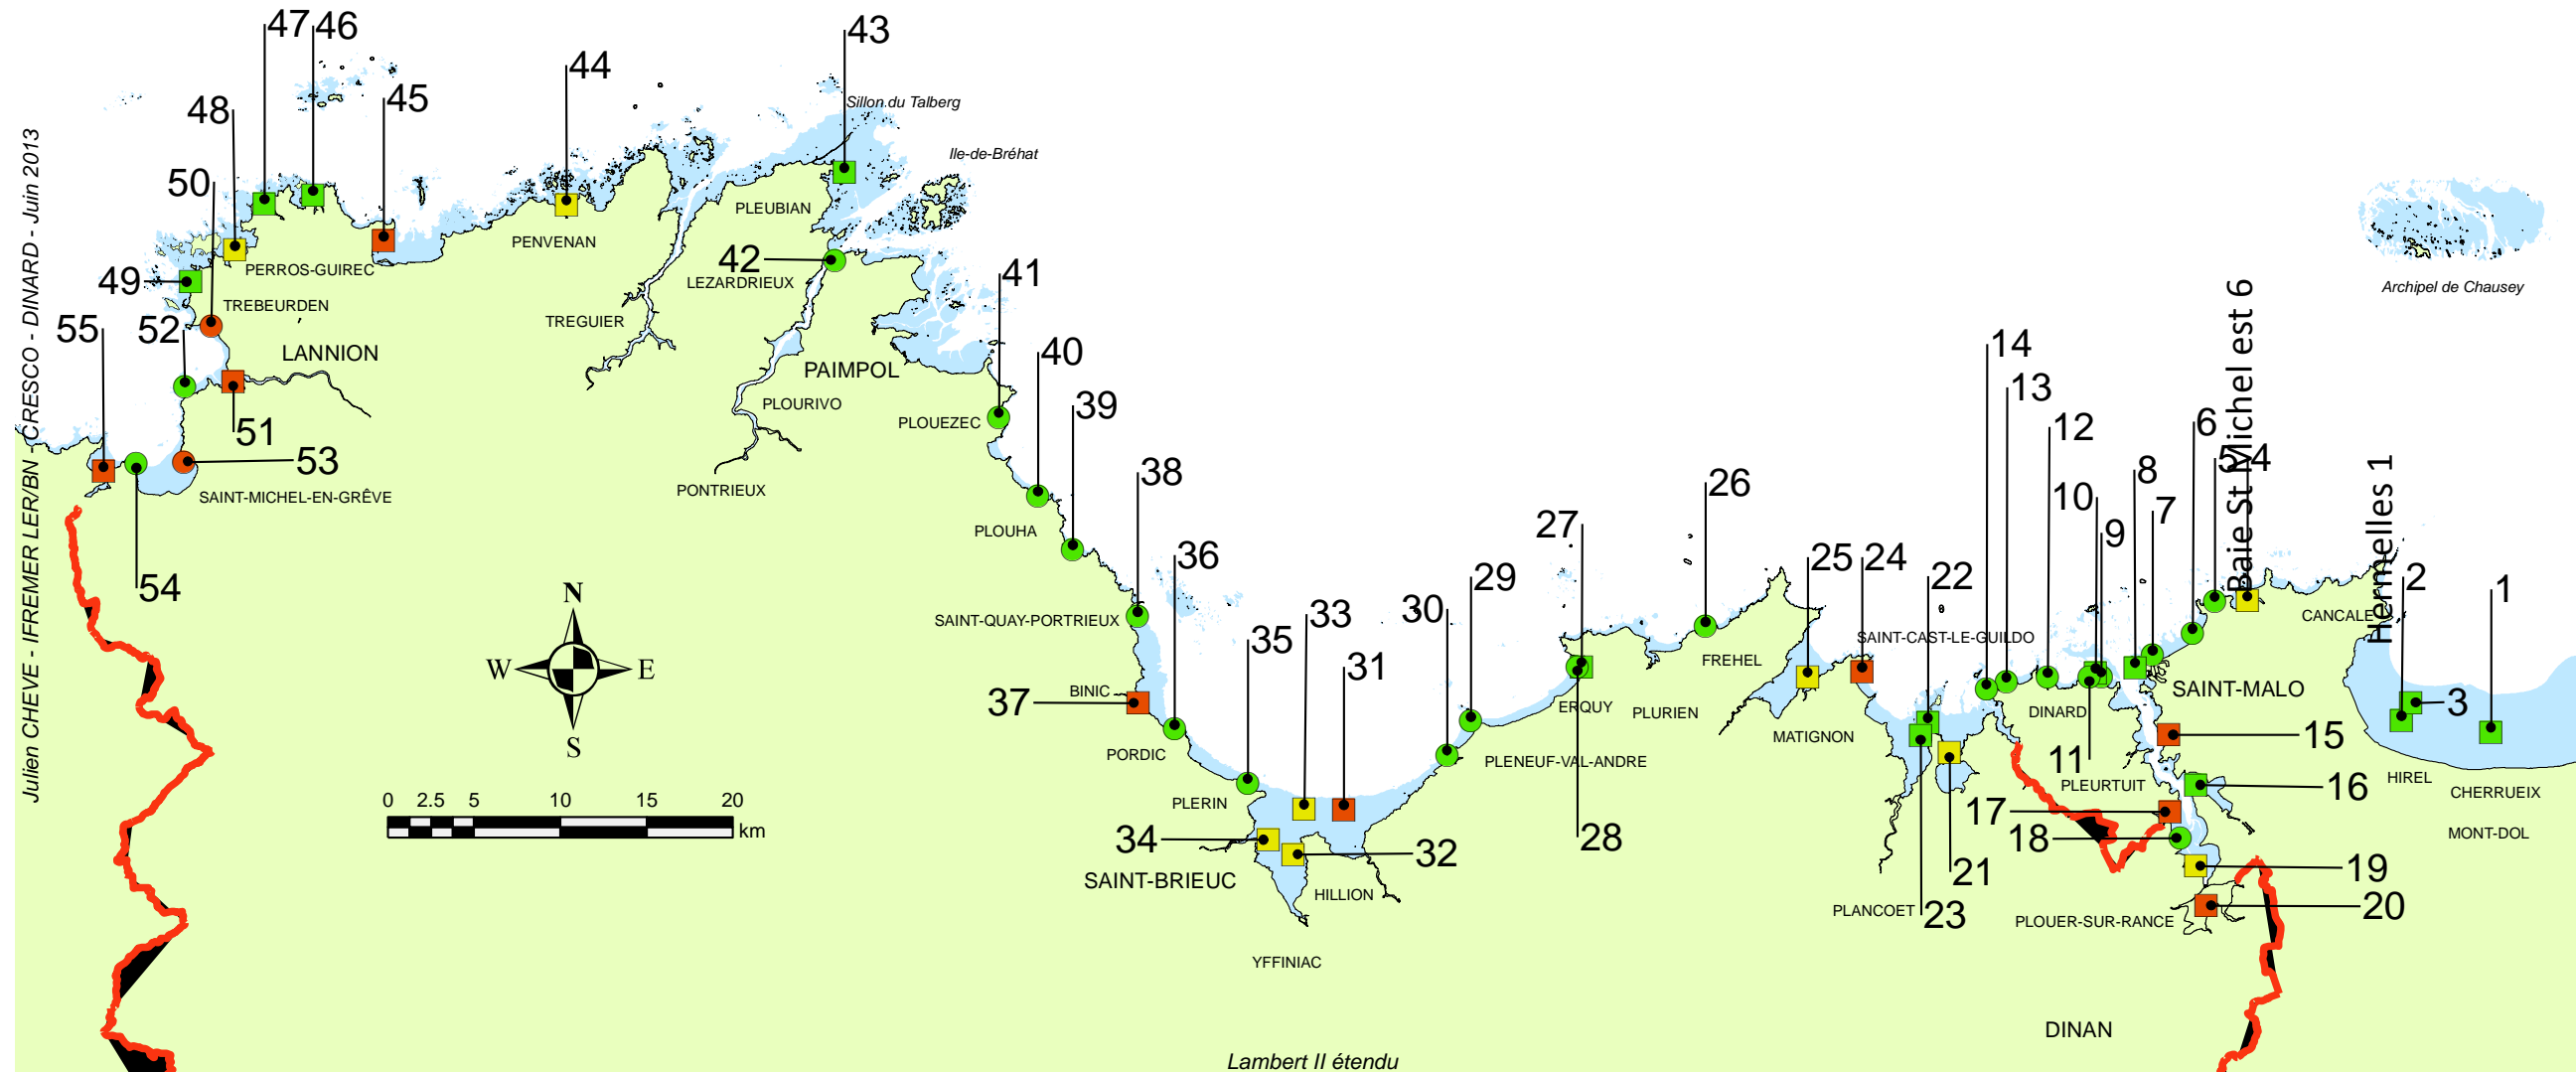 47
46
43
44
45
48
Sillon du Talberg
Ile-de-Bréhat
50
PLEUBIAN
PENVENAN
42
PERROS-GUIREC
49
LEZARDRIEUX
41
TREBEURDEN
TREGUIER
55
52
LANNION
40
PAIMPOL
PLOURIVO
39
PLOUEZEC
51
53
SAINT-MICHEL-EN-GRÊVE
PONTRIEUX
38
PLOUHA
54
36
SAINT-QUAY-PORTRIEUX
N
W
E
S
33
35
31
30
29
27
26
BINIC
37
PORDIC
PLERIN
34
32
SAINT-BRIEUC
HILLION
YFFINIAC
ERQUY
PLURIEN
PLENEUF-VAL-ANDRE
28
FREHEL
25
24
22
SAINT-CAST-LE-GUILDO
MATIGNON
14
13
12
10
9
8
7
6
5
4
Baie St Michel est 6
Hermelles 1
2
1
3
CANCALE
SAINT-MALO
DINARD
11
PLEURTUIT
15
16
17
18
19
20
21
23
PLANCOET
PLOUER-SUR-RANCE
HIREL
CHERRUEIX
MONT-DOL
DINAN
Archipel de Chausey
0 2.5 5 10 15 20
km
Lambert II étendu
Julien CHEVE - IFREMER LER/BN - CRESCO - DINARD - Juin 2013